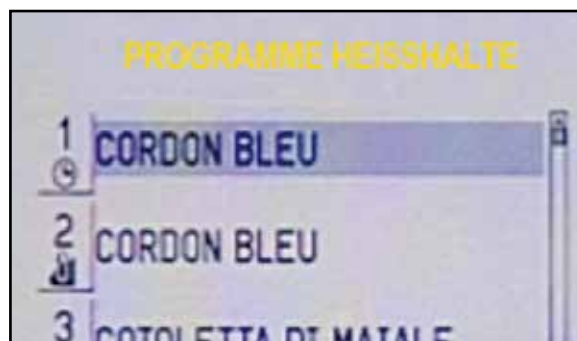 PROGRAMME HEISSHALTE
1 CORDON BLEU
2 CORDON BLEU
3 COTOLETTA DI MAIALE